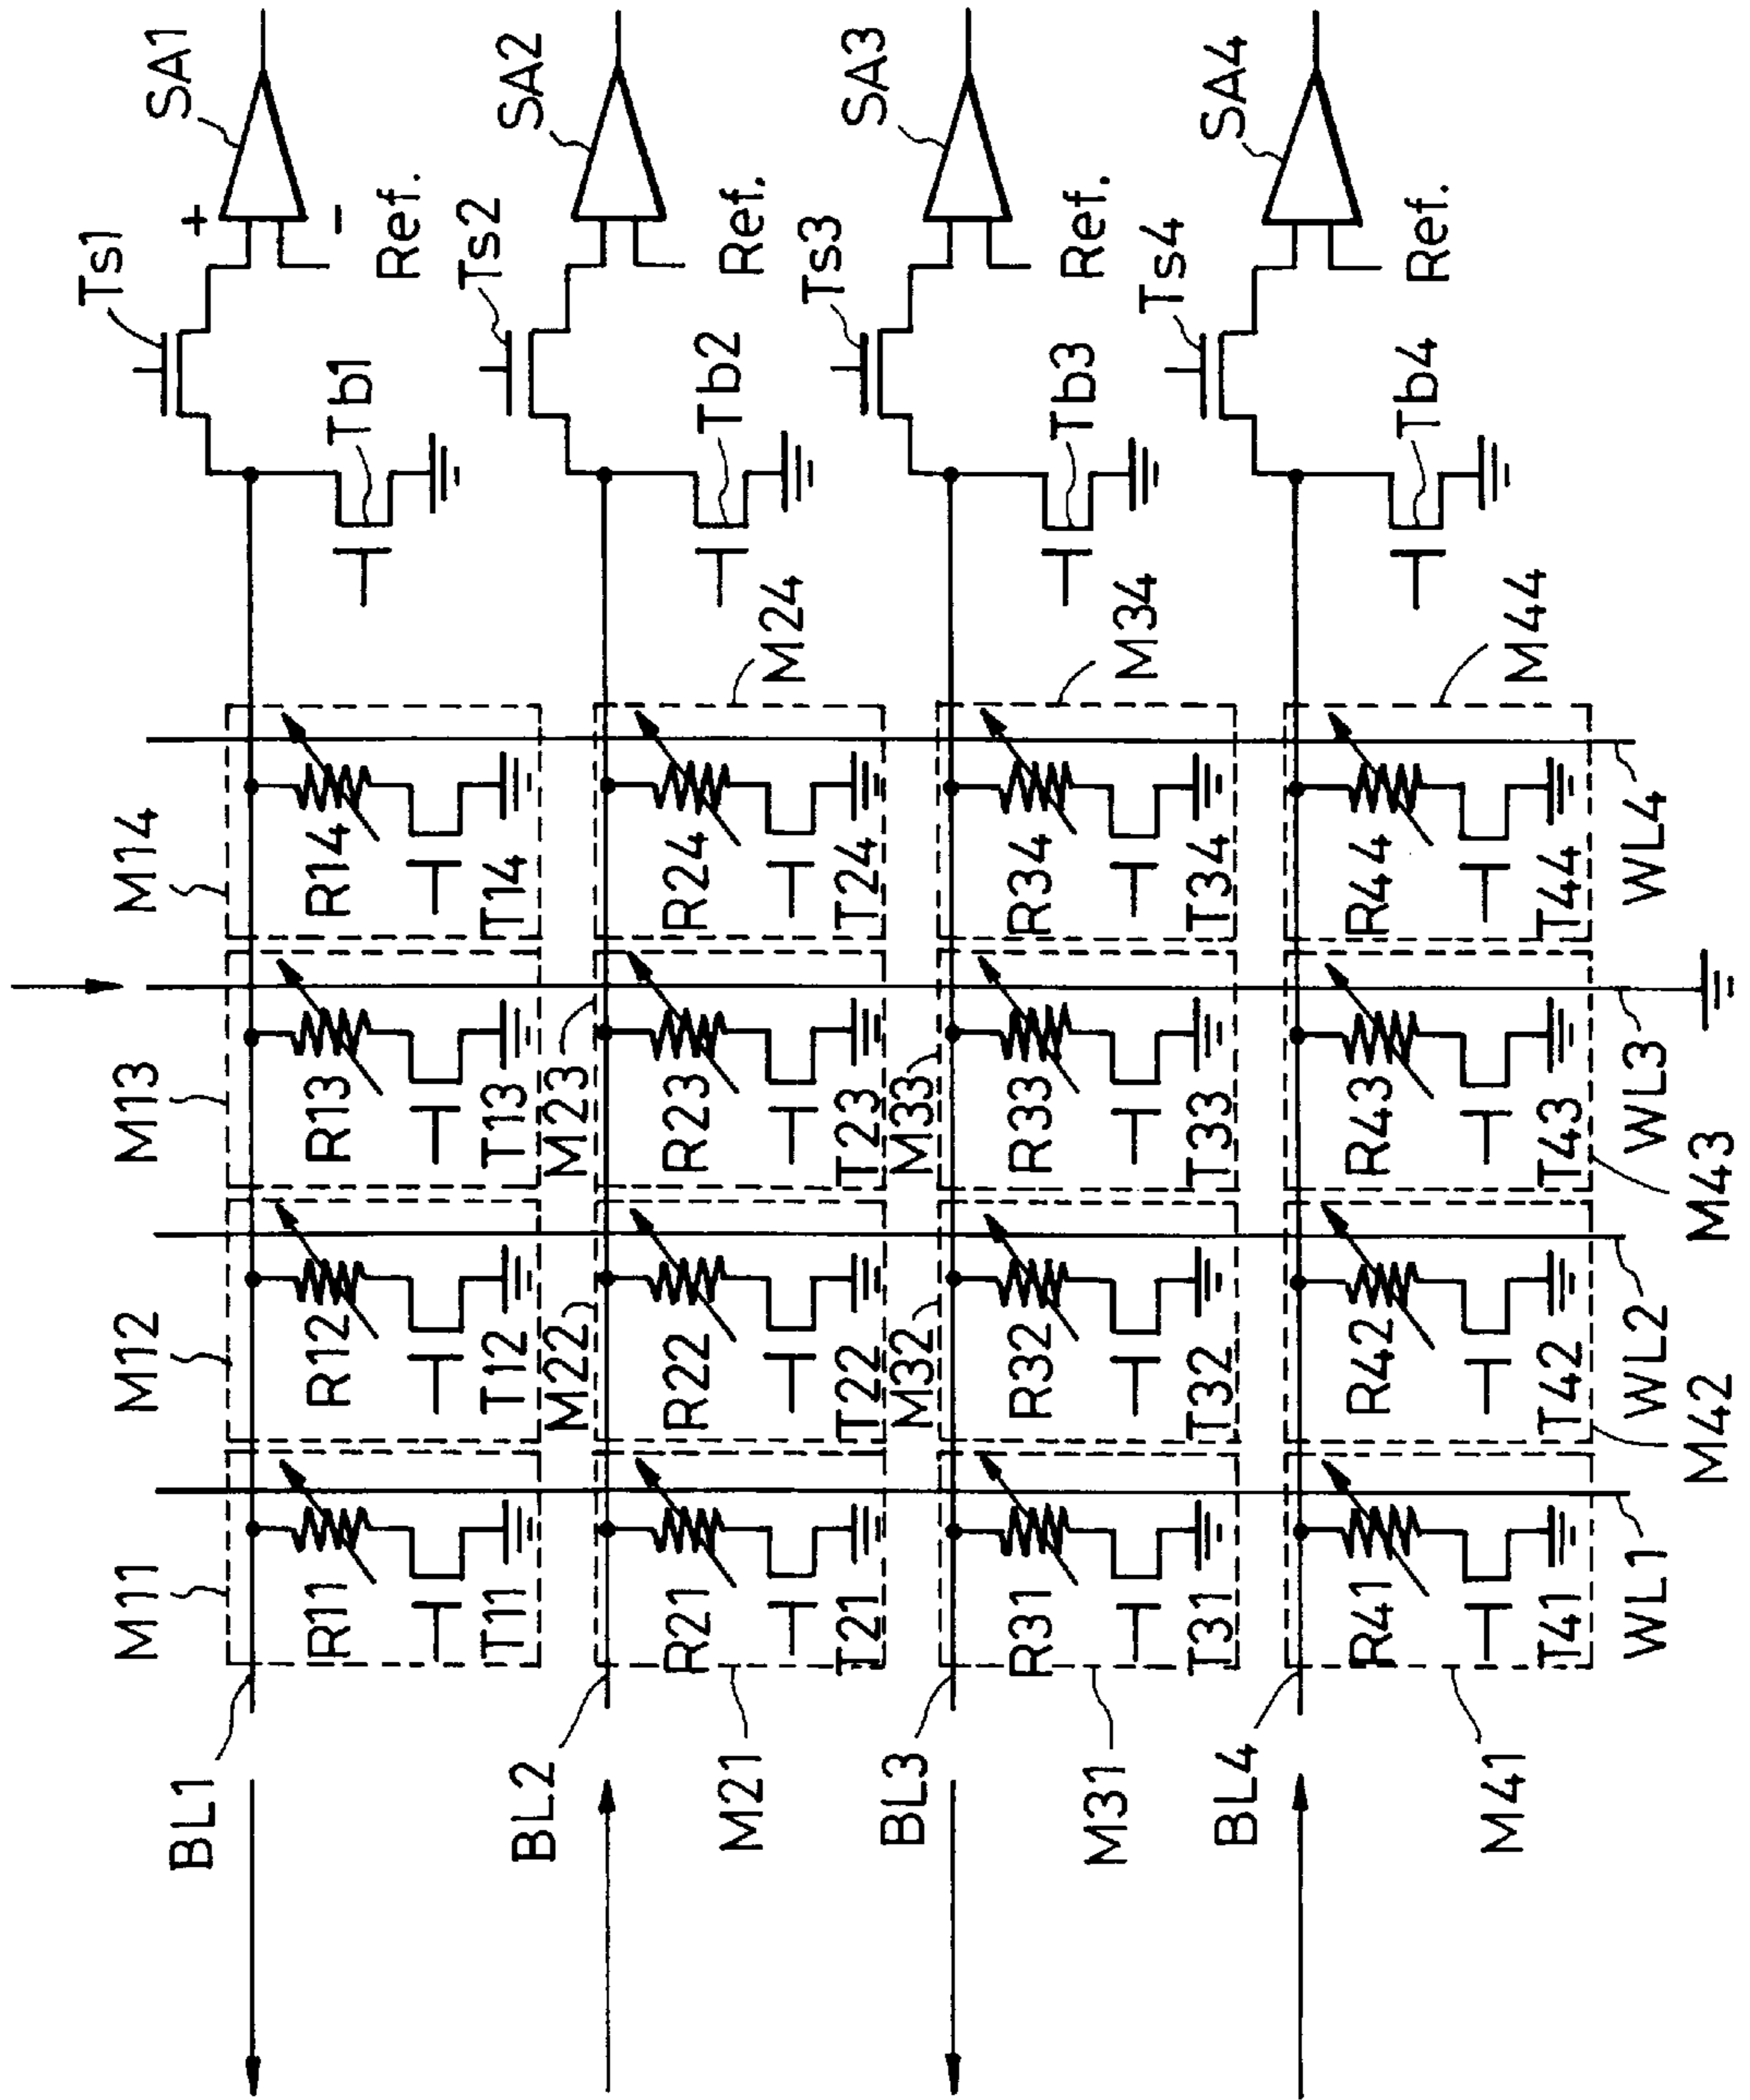 SA1
SA2
SA3
SA4
+
−
Ts1
Ts2
Ts3
Ts4
Ref.
Ref.
Ref.
Ref.
Tb1
Tb2
Tb3
Tb4
M14
M24
M34
M44
R14
T14
R24
T24
R34
T34
R44
T44
WL4
M13
M23
M33
M43
R13
T13
R23
T23
R33
T33
R43
T43
WL3
M12
M22
M32
M42
R12
T12
R22
T22
R32
T32
R42
T42
WL2
M11
M21
M31
M41
R11
T11
R21
T21
R31
T31
R41
T41
WL1
BL1
BL2
BL3
BL4